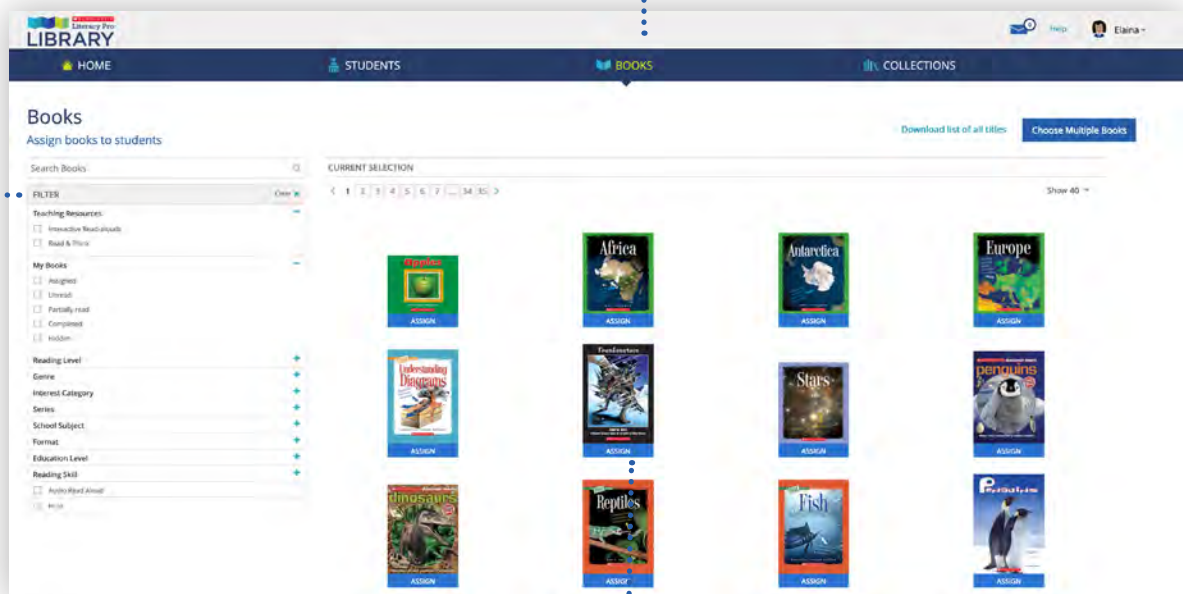 SCHOLASTIC
Literacy Pro
LIBRARY
0
Help
Elaina
HOME
STUDENTS
BOOKS
COLLECTIONS
Books
Assign books to students
Download list of all titles
Choose Multiple Books
Search Books
CURRENT SELECTION
FILTER
Clear x
< 1 2 3 4 5 6 7 ... 34 35 >
Show 40
Teaching Resources −
Interactive Read-alouds
Read & Think
My Books −
Assigned
Unread
Partially read
Completed
Hidden
Reading Level +
Genre +
Interest Category +
Series +
School Subject +
Format +
Education Level +
Reading Skill +
Audio Read Aloud
Apples
Africa
Antarctica
Europe
ASSIGN
ASSIGN
ASSIGN
ASSIGN
Understanding
Diagrams
Stars
penguins
ASSIGN
ASSIGN
ASSIGN
ASSIGN
dinosaurs
Reptiles
Fish
Penguins
ASSIGN
ASSIGN
ASSIGN
ASSIGN